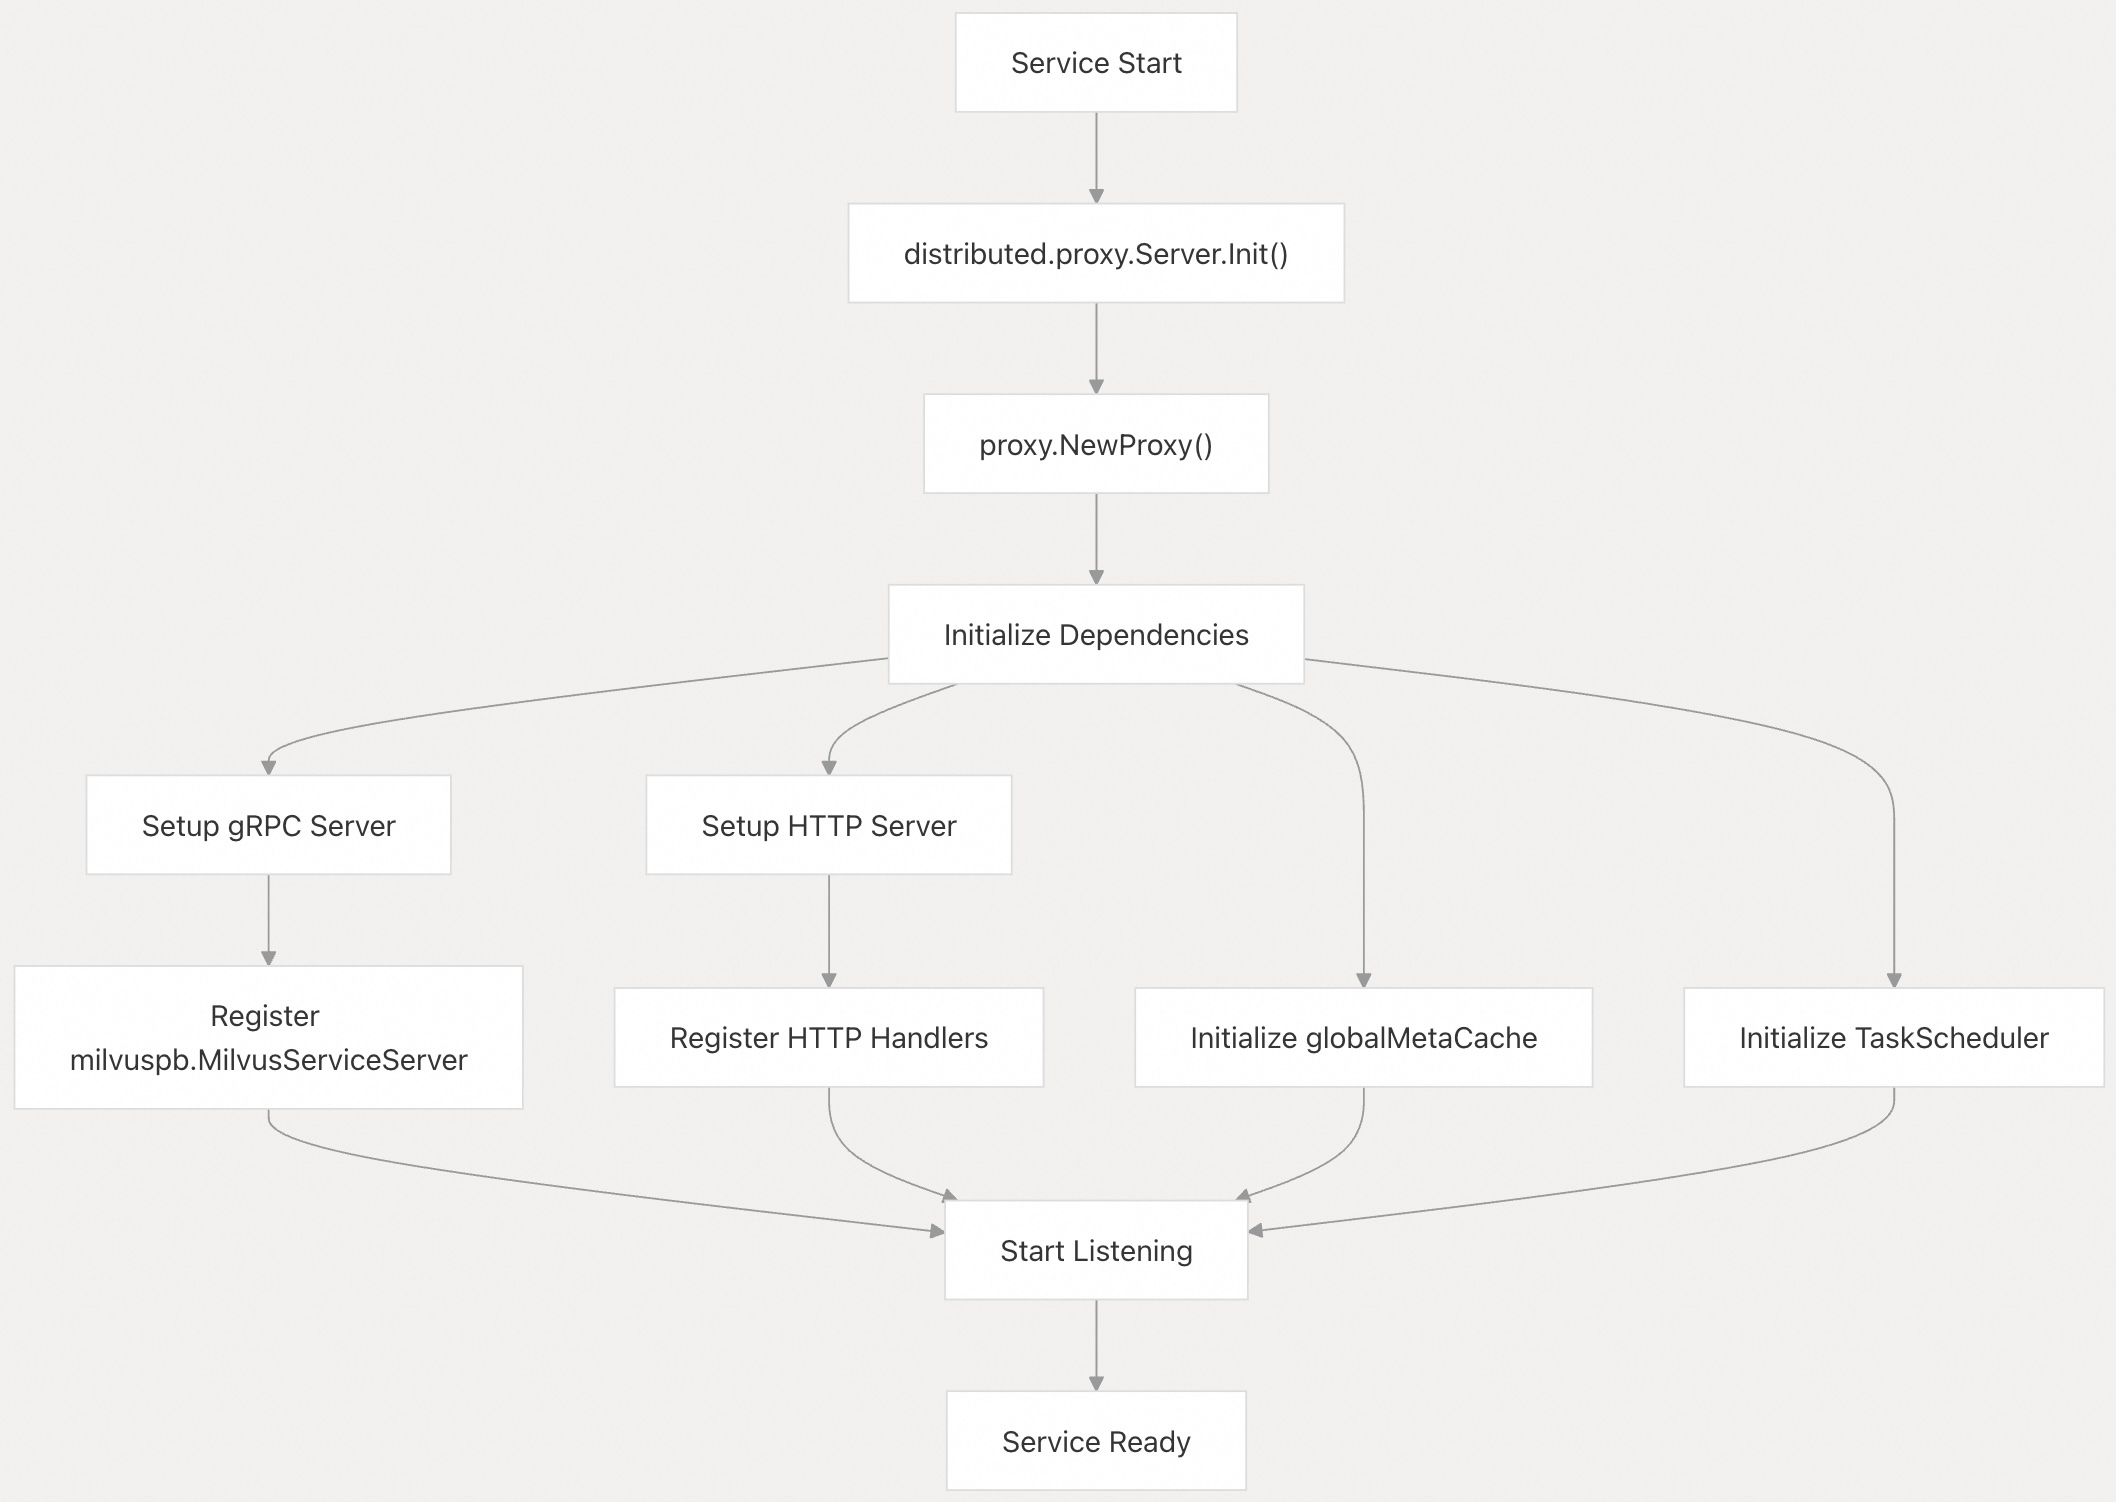 Service Start
distributed.proxy.Server.Init()
proxy.NewProxy()
Initialize Dependencies
Setup gRPC Server
Setup HTTP Server
Register
milvuspb.MilvusServiceServer
Register HTTP Handlers
Initialize globalMetaCache
Initialize TaskScheduler
Start Listening
Service Ready